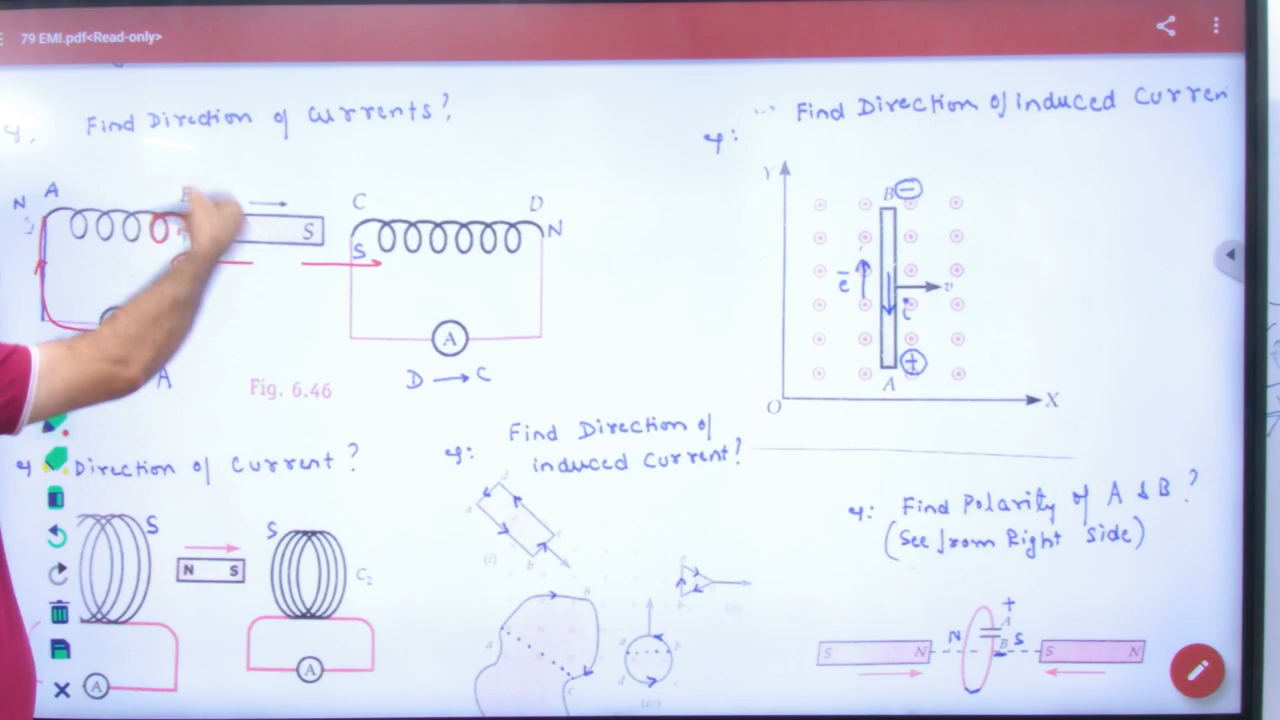 79 EMI.pdf<Read-only>
Find Direction of Currents?
N A
S
C D
S N
A
D → C
A
Fig. 6.46
Find Direction of induced Curren
q:
Y
B −
e̅
v
i
+
A
O X
q Direction of Current?
S
N S
S
C₂
A
A
q: Find Direction of
induced Current?
q: Find Polarity of A & B?
(See from Right Side)
S N
N
+
A
B
S
S N